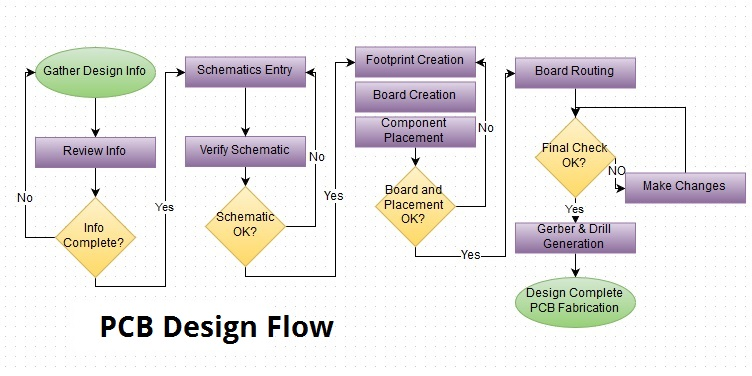 Gather Design Info
Review Info
Info
Complete?
No
Yes
Schematics Entry
Verify Schematic
Schematic
OK?
No
Yes
Footprint Creation
Board Creation
Component
Placement
Board and
Placement
OK?
No
Yes
Board Routing
Final Check
OK?
NO
Make Changes
Yes
Gerber & Drill
Generation
Design Complete
PCB Fabrication
PCB Design Flow